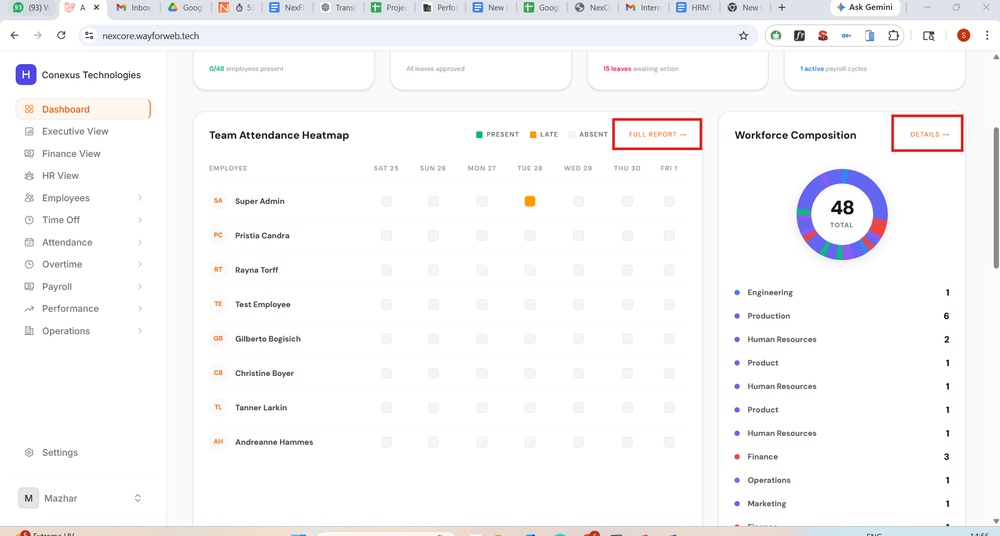 93 (93) W
A
Inbox
Googl
53
NexFl
Transl
Projec
Perfor
New
Googl
NexCl
Intern
HRMS
New t
Ask Gemini
nexcore.wayforweb.tech
f?
SEO
S
H Conexus Technologies
Dashboard
Executive View
Finance View
HR View
Employees
Time Off
Attendance
Overtime
Payroll
Performance
Operations
Settings
M Mazhar
0/48 employees present
All leaves approved
15 leaves awaiting action
1 active payroll cycles
Team Attendance Heatmap PRESENT LATE ABSENT FULL REPORT →
EMPLOYEE SAT 25 SUN 26 MON 27 TUE 28 WED 29 THU 30 FRI 1
SA Super Admin
PC Pristia Candra
RT Rayna Torff
TE Test Employee
GB Gilberto Bogisich
CB Christine Boyer
TL Tanner Larkin
AH Andreanne Hammes
Workforce Composition DETAILS →
48
TOTAL
Engineering 1
Production 6
Human Resources 2
Product 1
Human Resources 1
Product 1
Human Resources 1
Finance 3
Operations 1
Marketing 1
Finance 1
5 Extreme UV
ENG
14:56